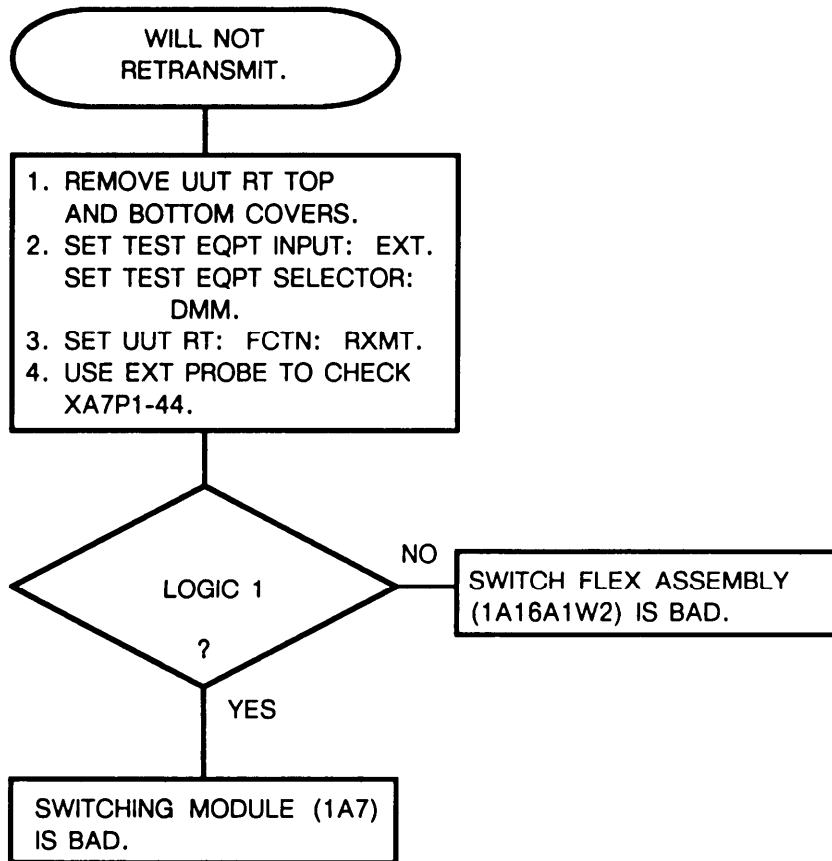 WILL NOT
RETRANSMIT.
1. REMOVE UUT RT TOP
AND BOTTOM COVERS.
2. SET TEST EQPT INPUT: EXT.
SET TEST EQPT SELECTOR:
DMM.
3. SET UUT RT: FCTN: RXMT.
4. USE EXT PROBE TO CHECK
XA7P1-44.
LOGIC 1
?
NO
SWITCH FLEX ASSEMBLY
(1A16A1W2) IS BAD.
YES
SWITCHING MODULE (1A7)
IS BAD.